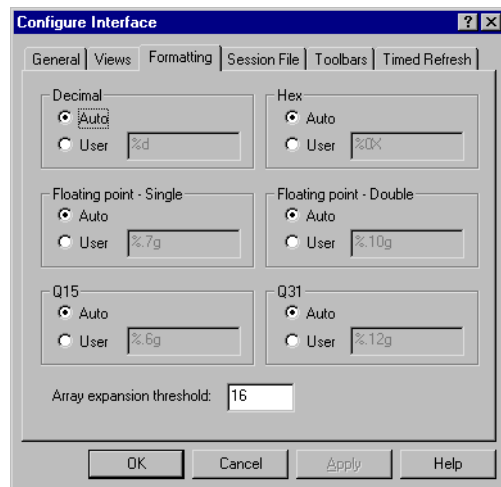 Configure Interface
General Views Formatting Session File Toolbars Timed Refresh
Decimal
Auto
User %d
Hex
Auto
User %0X
Floating point - Single
Auto
User %.7g
Floating point - Double
Auto
User %.10g
Q15
Auto
User %.6g
Q31
Auto
User %.12g
Array expansion threshold: 16
OK Cancel Apply Help